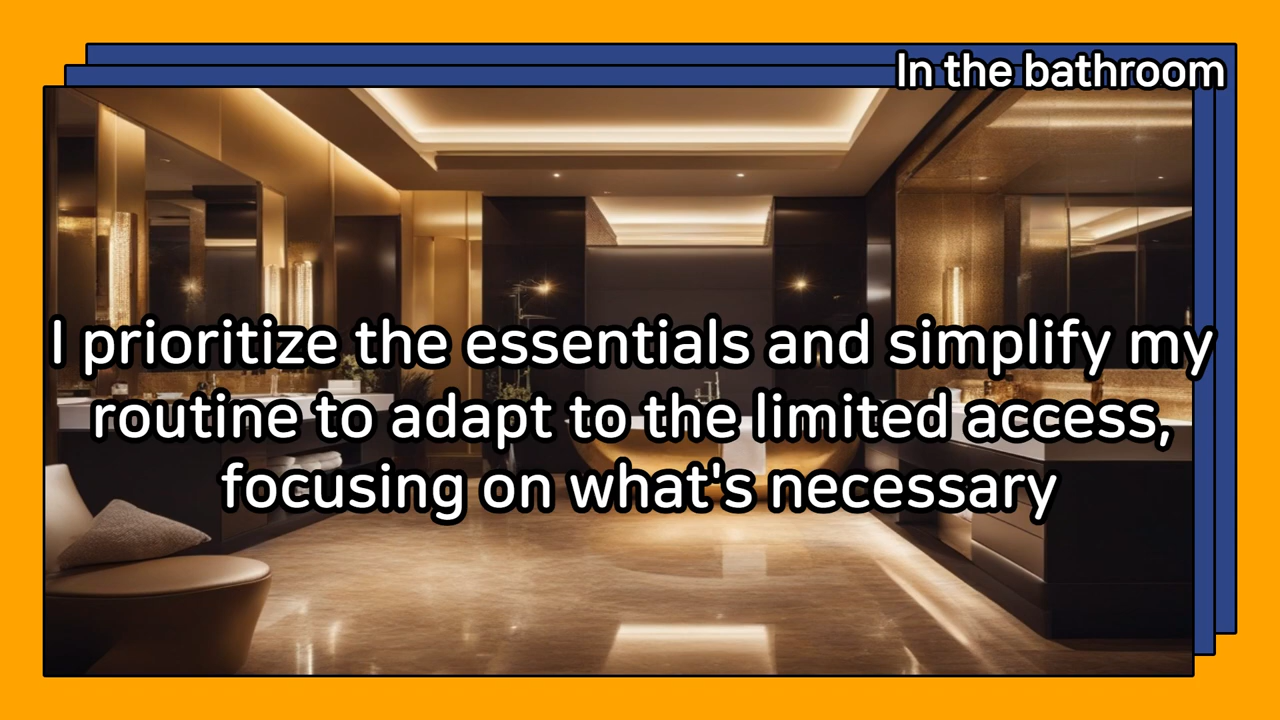 In the bathroom
I prioritize the essentials and simplify my
routine to adapt to the limited access,
focusing on what's necessary